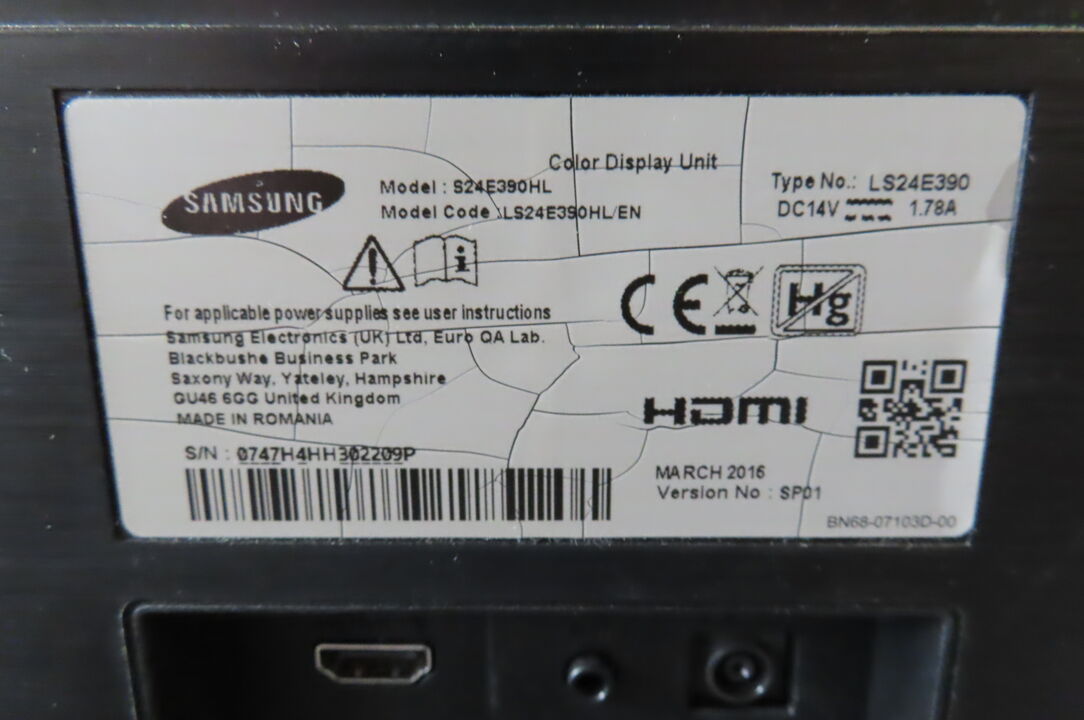 Color Display Unit
SAMSUNG
Model : S24E390HL
Model Code : LS24E390HL/EN
Type No.: LS24E390
DC14V 1.78A
For applicable power supplies see user instructions
Samsung Electronics (UK) Ltd, Euro QA Lab.
Blackbushe Business Park
Saxony Way, Yateley, Hampshire
GU46 6GG United Kingdom
MADE IN ROMANIA
CE
Hg
HDMI
S/N : 0747H4HH302209P
MARCH 2016
Version No : SP01
BN68-07103D-00